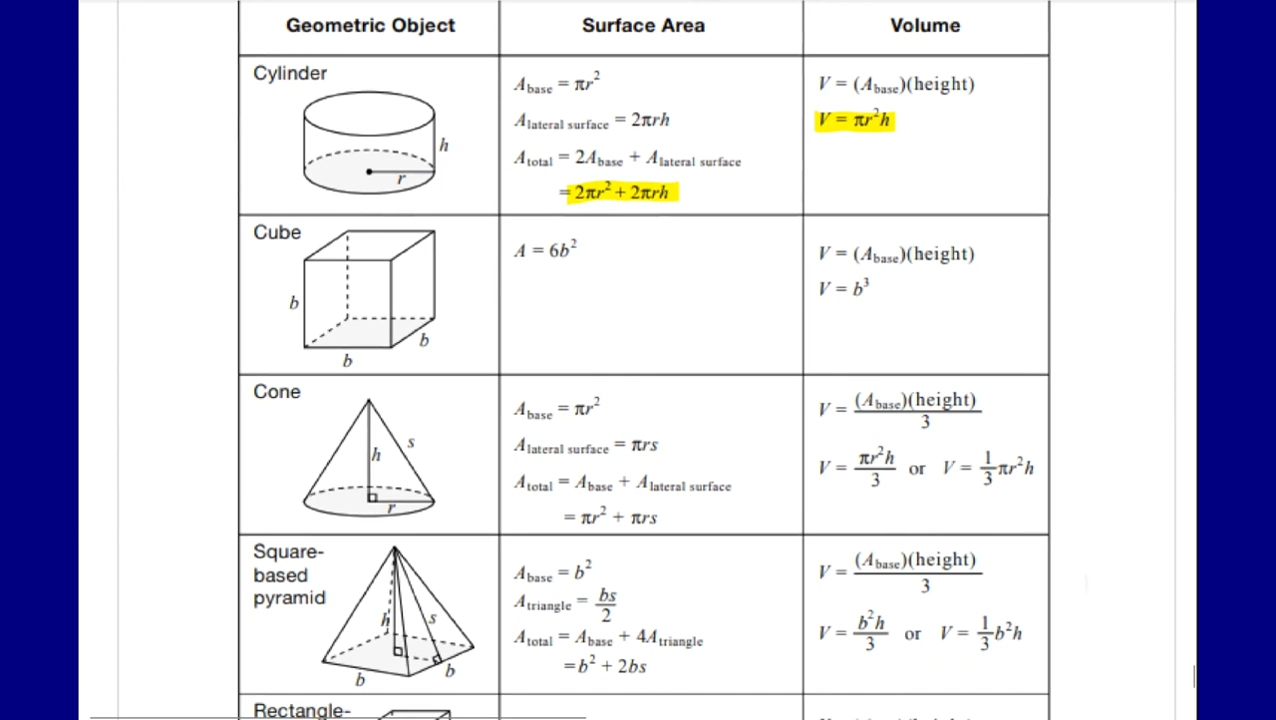 Geometric Object Surface Area Volume
Cylinder
h
r
A_base = πr²
A_lateral surface = 2πrh
A_total = 2A_base + A_lateral surface
= 2πr² + 2πrh
V = (A_base)(height)
V = πr²h
Cube
b
b
b
A = 6b²
V = (A_base)(height)
V = b³
Cone
s
h
r
A_base = πr²
A_lateral surface = πrs
A_total = A_base + A_lateral surface
= πr² + πrs
V = (A_base)(height)/3
V = πr²h/3 or V = 1/3πr²h
Square-
based
pyramid
h
s
b
b
A_base = b²
A_triangle = bs/2
A_total = A_base + 4A_triangle
=b² + 2bs
V = (A_base)(height)/3
V = b²h/3 or V = 1/3b²h
Rectangle-